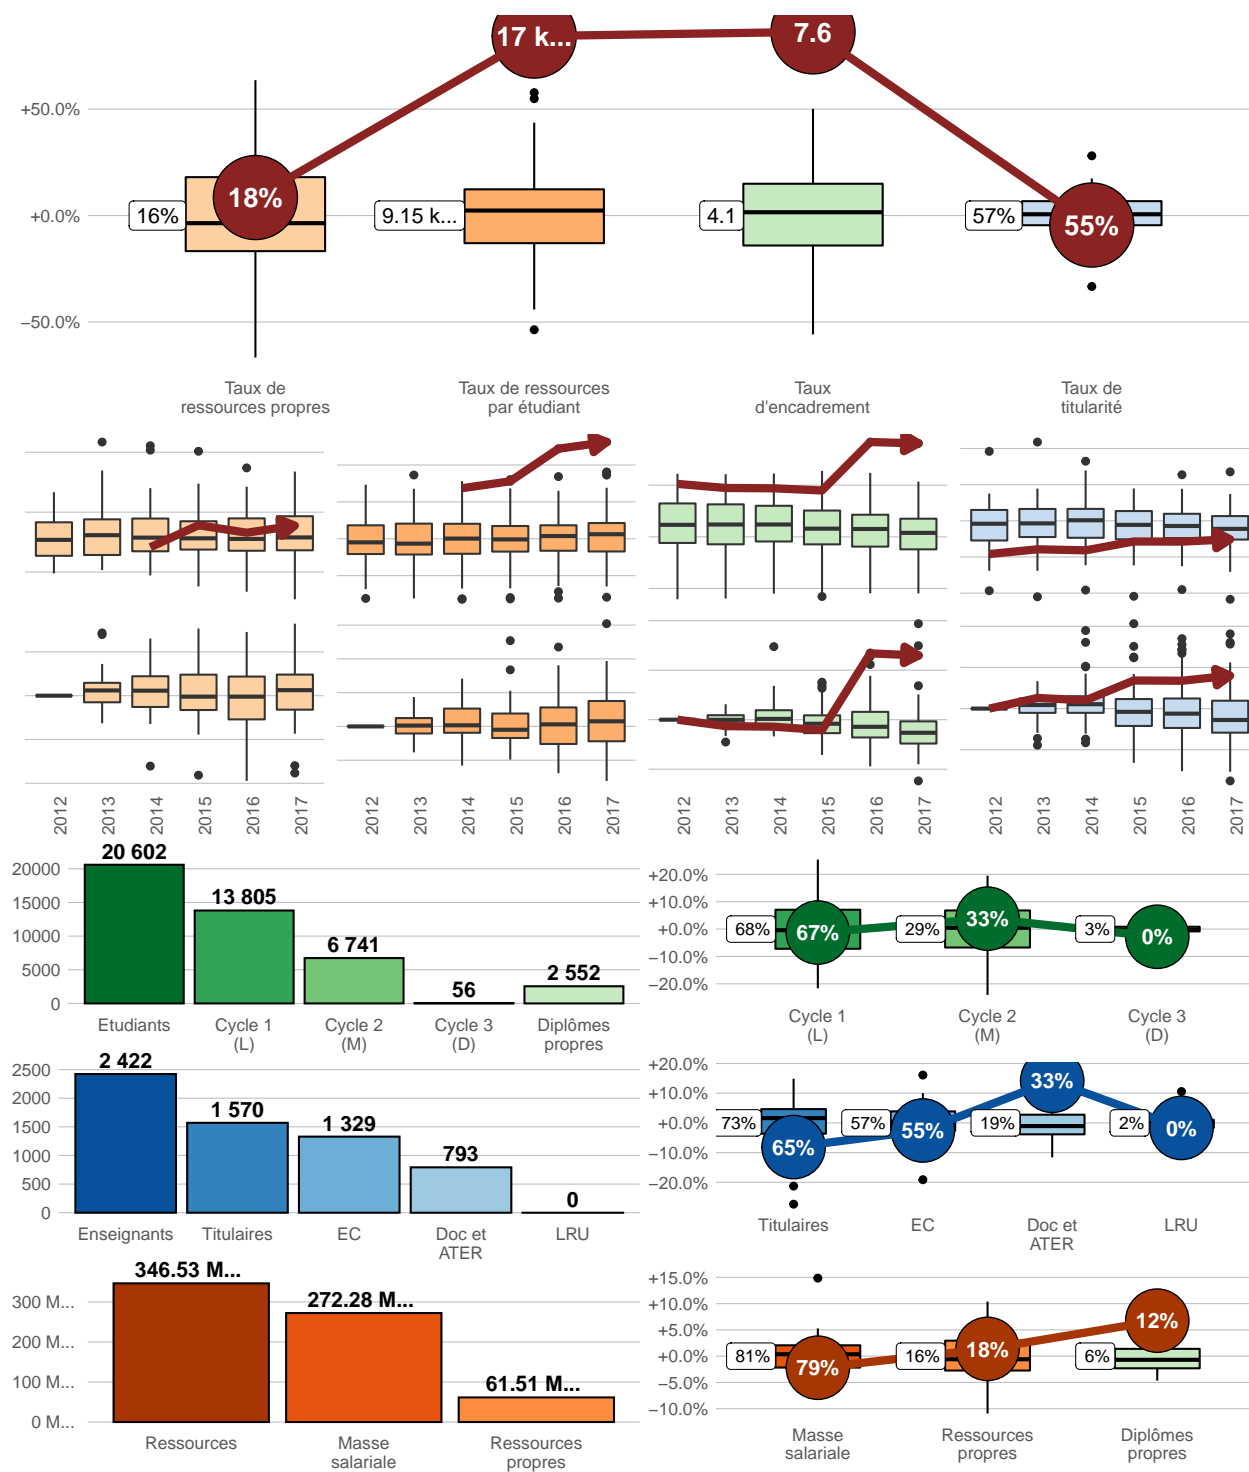 17 k...
7.6
+50.0%
18%
16%
9.15 k...
4.1
57%
55%
+0.0%
−50.0%
Taux de
ressources propres
Taux de ressources
par étudiant
Taux
d'encadrement
Taux de
titularité
2012
2013
2014
2015
2016
2017
2012
2013
2014
2015
2016
2017
2012
2013
2014
2015
2016
2017
2012
2013
2014
2015
2016
2017
20 602
13 805
6 741
56
2 552
20000
15000
10000
5000
0
Etudiants
Cycle 1
(L)
Cycle 2
(M)
Cycle 3
(D)
Diplômes
propres
+20.0%
+10.0%
+0.0%
−10.0%
−20.0%
68%
67%
29%
33%
3%
0%
Cycle 1
(L)
Cycle 2
(M)
Cycle 3
(D)
2 422
1 570
1 329
793
0
2500
2000
1500
1000
500
0
Enseignants
Titulaires
EC
Doc et
ATER
LRU
+20.0%
+10.0%
+0.0%
−10.0%
−20.0%
73%
65%
57%
55%
19%
33%
2%
0%
Titulaires
EC
Doc et
ATER
LRU
346.53 M...
272.28 M...
61.51 M...
300 M...
200 M...
100 M...
0 M...
Ressources
Masse
salariale
Ressources
propres
+15.0%
+10.0%
+5.0%
+0.0%
−5.0%
−10.0%
81%
79%
16%
18%
6%
12%
Masse
salariale
Ressources
propres
Diplômes
propres